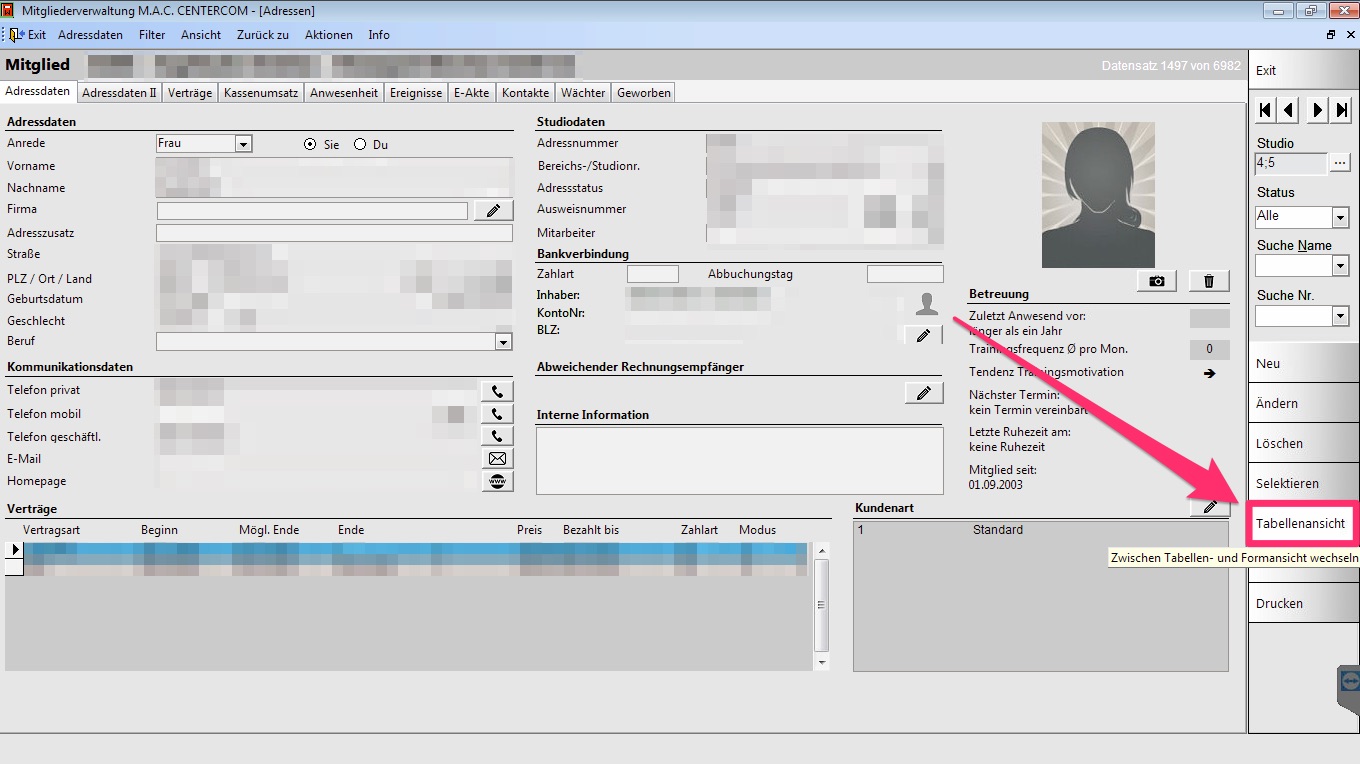 Mitgliederverwaltung M.A.C. CENTERCOM - [Adressen]
Exit Adressdaten Filter Ansicht Zurück zu Aktionen Info
Mitglied
Datensatz 1497 von 6982
Adressdaten Adressdaten II Verträge Kassenumsatz Anwesenheit Ereignisse E-Akte Kontakte Wächter Geworben
Adressdaten
Anrede Frau Sie Du
Vorname
Nachname
Firma
Adresszusatz
Straße
PLZ / Ort / Land
Geburtsdatum
Geschlecht
Beruf
Kommunikationsdaten
Telefon privat
Telefon mobil
Telefon geschäftl.
E-Mail
Homepage
www
Studiodaten
Adressnummer
Bereichs-/Studionr.
Adressstatus
Ausweisnummer
Mitarbeiter
Bankverbindung
Zahlart Abbuchungstag
Inhaber:
KontoNr:
BLZ:
Abweichender Rechnungsempfänger
Interne Information
Betreuung
Zuletzt Anwesend vor:
länger als ein Jahr
Trainingsfrequenz Ø pro Mon. 0
Tendenz Trainingsmotivation
Nächster Termin:
kein Termin vereinbart
Letzte Ruhezeit am:
keine Ruhezeit
Mitglied seit:
01.09.2003
Verträge
Vertragsart Beginn Mögl. Ende Ende Preis Bezahlt bis Zahlart Modus
Kundenart
1 Standard
Exit
Studio
4;5
...
Status
Alle
Suche Name
Suche Nr.
Neu
Ändern
Löschen
Selektieren
Tabellenansicht
Zwischen Tabellen- und Formansicht wechseln
Drucken